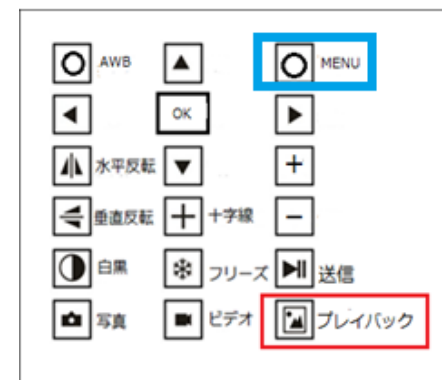 AWB
MENU
OK
水平反転
+
垂直反転
十字線
−
白黒
フリーズ
送信
写真
ビデオ
プレイバック